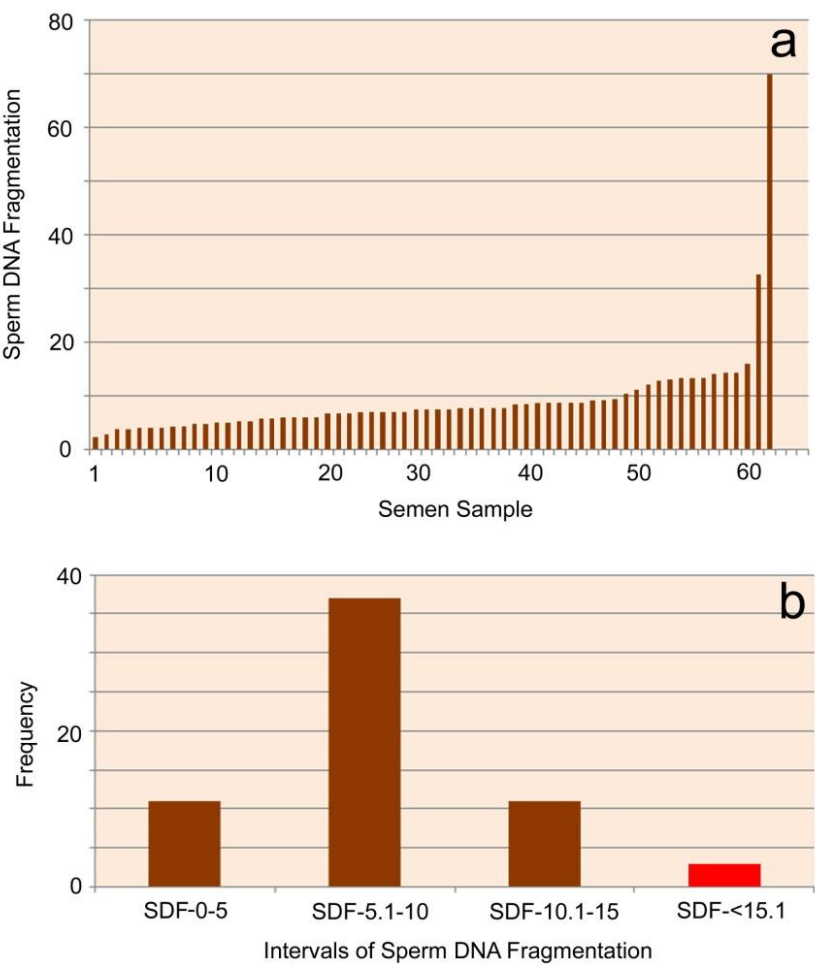 a
80
60
40
20
0
Sperm DNA Fragmentation
1 10 20 30 40 50 60
Semen Sample
b
40
20
0
Frequency
SDF-0-5 SDF-5.1-10 SDF-10.1-15 SDF-<15.1
Intervals of Sperm DNA Fragmentation